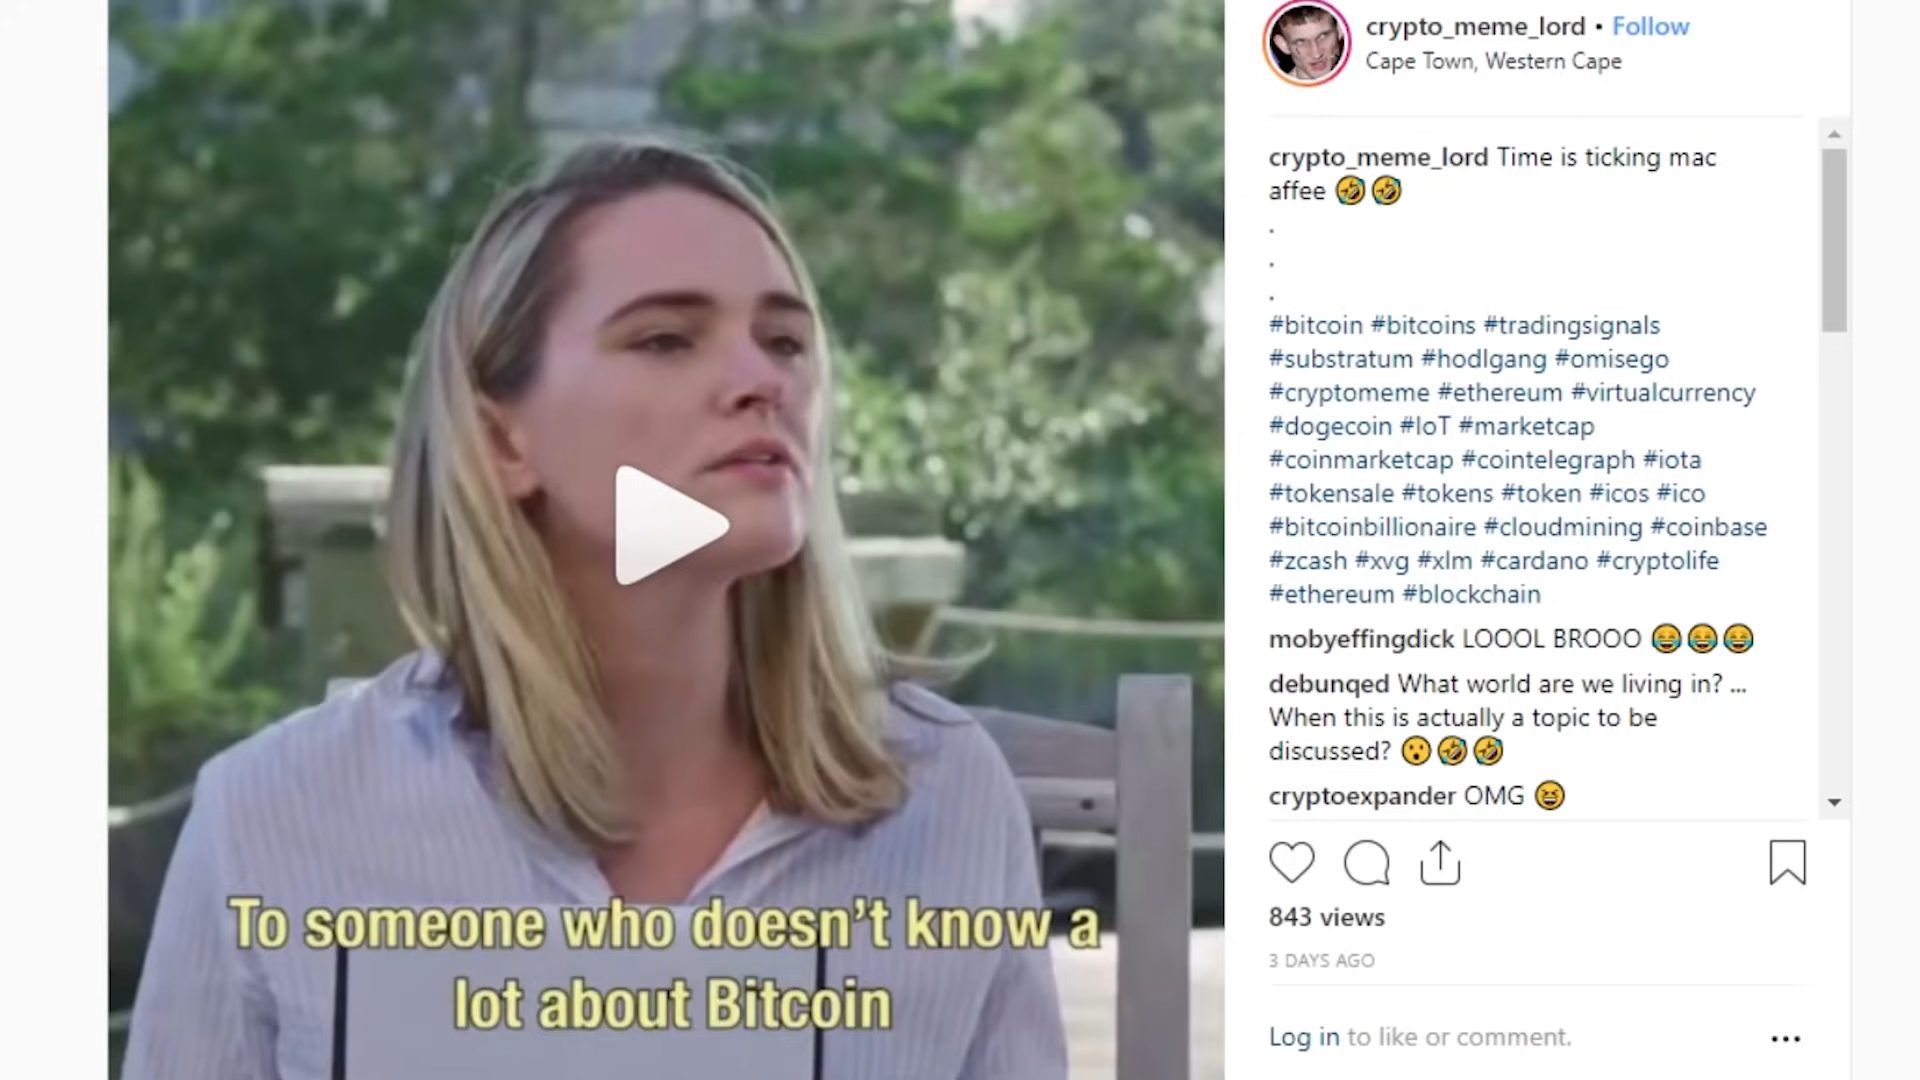 crypto_meme_lord • Follow
Cape Town, Western Cape
crypto_meme_lord Time is ticking mac
affee 🤣🤣
.
.
.
#bitcoin #bitcoins #tradingsignals
#substratum #hodlgang #omisego
#cryptomeme #ethereum #virtualcurrency
#dogecoin #IoT #marketcap
#coinmarketcap #cointelegraph #iota
#tokensale #tokens #token #icos #ico
#bitcoinbillionaire #cloudmining #coinbase
#zcash #xvg #xlm #cardano #cryptolife
#ethereum #blockchain
mobyeffingdick LOOOL BROOO 😂😂😂
debunqed What world are we living in? ...
When this is actually a topic to be
discussed? 😮🤣🤣
cryptoexpander OMG 😆
843 views
3 DAYS AGO
Log in to like or comment.
To someone who doesn't know a
lot about Bitcoin